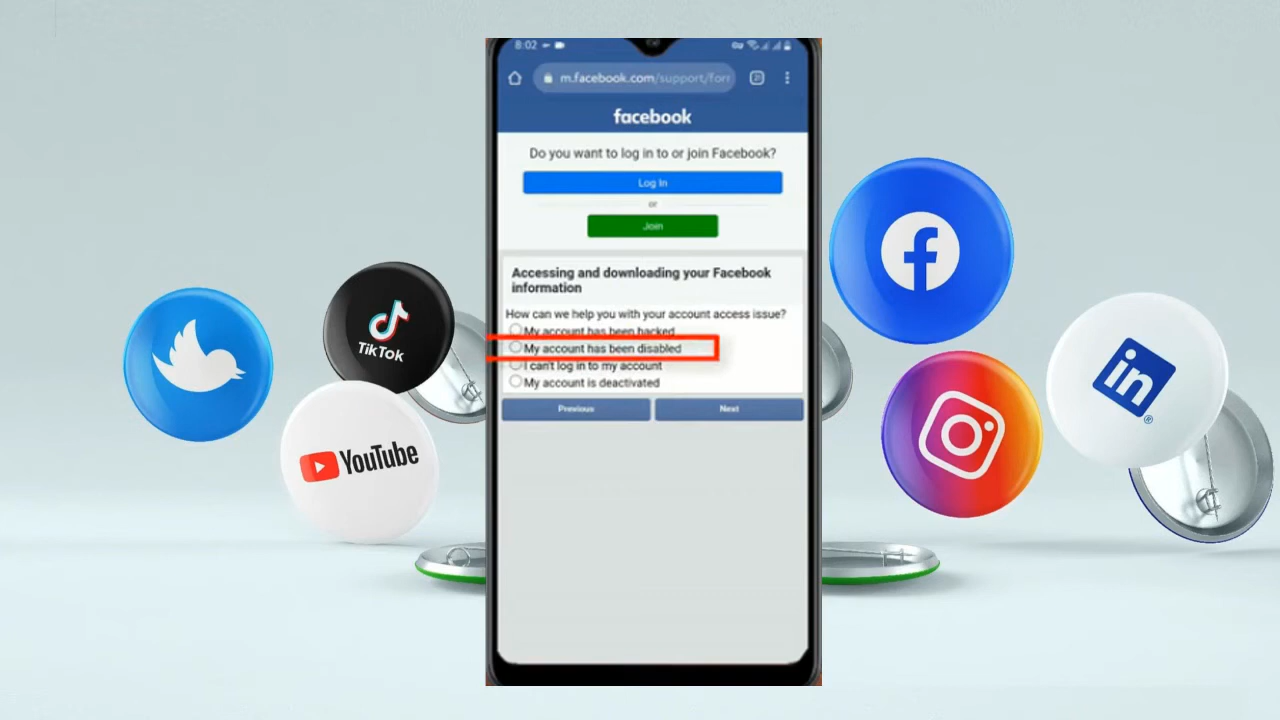 8:02
m.facebook.com/support/forr
facebook
Do you want to log in to or join Facebook?
Log In
or
Join
Accessing and downloading your Facebook
information
How can we help you with your account access issue?
My account has been hacked
My account has been disabled
I can't log in to my account
My account is deactivated
Previous
Next
TikTok
YouTube
f
in
®